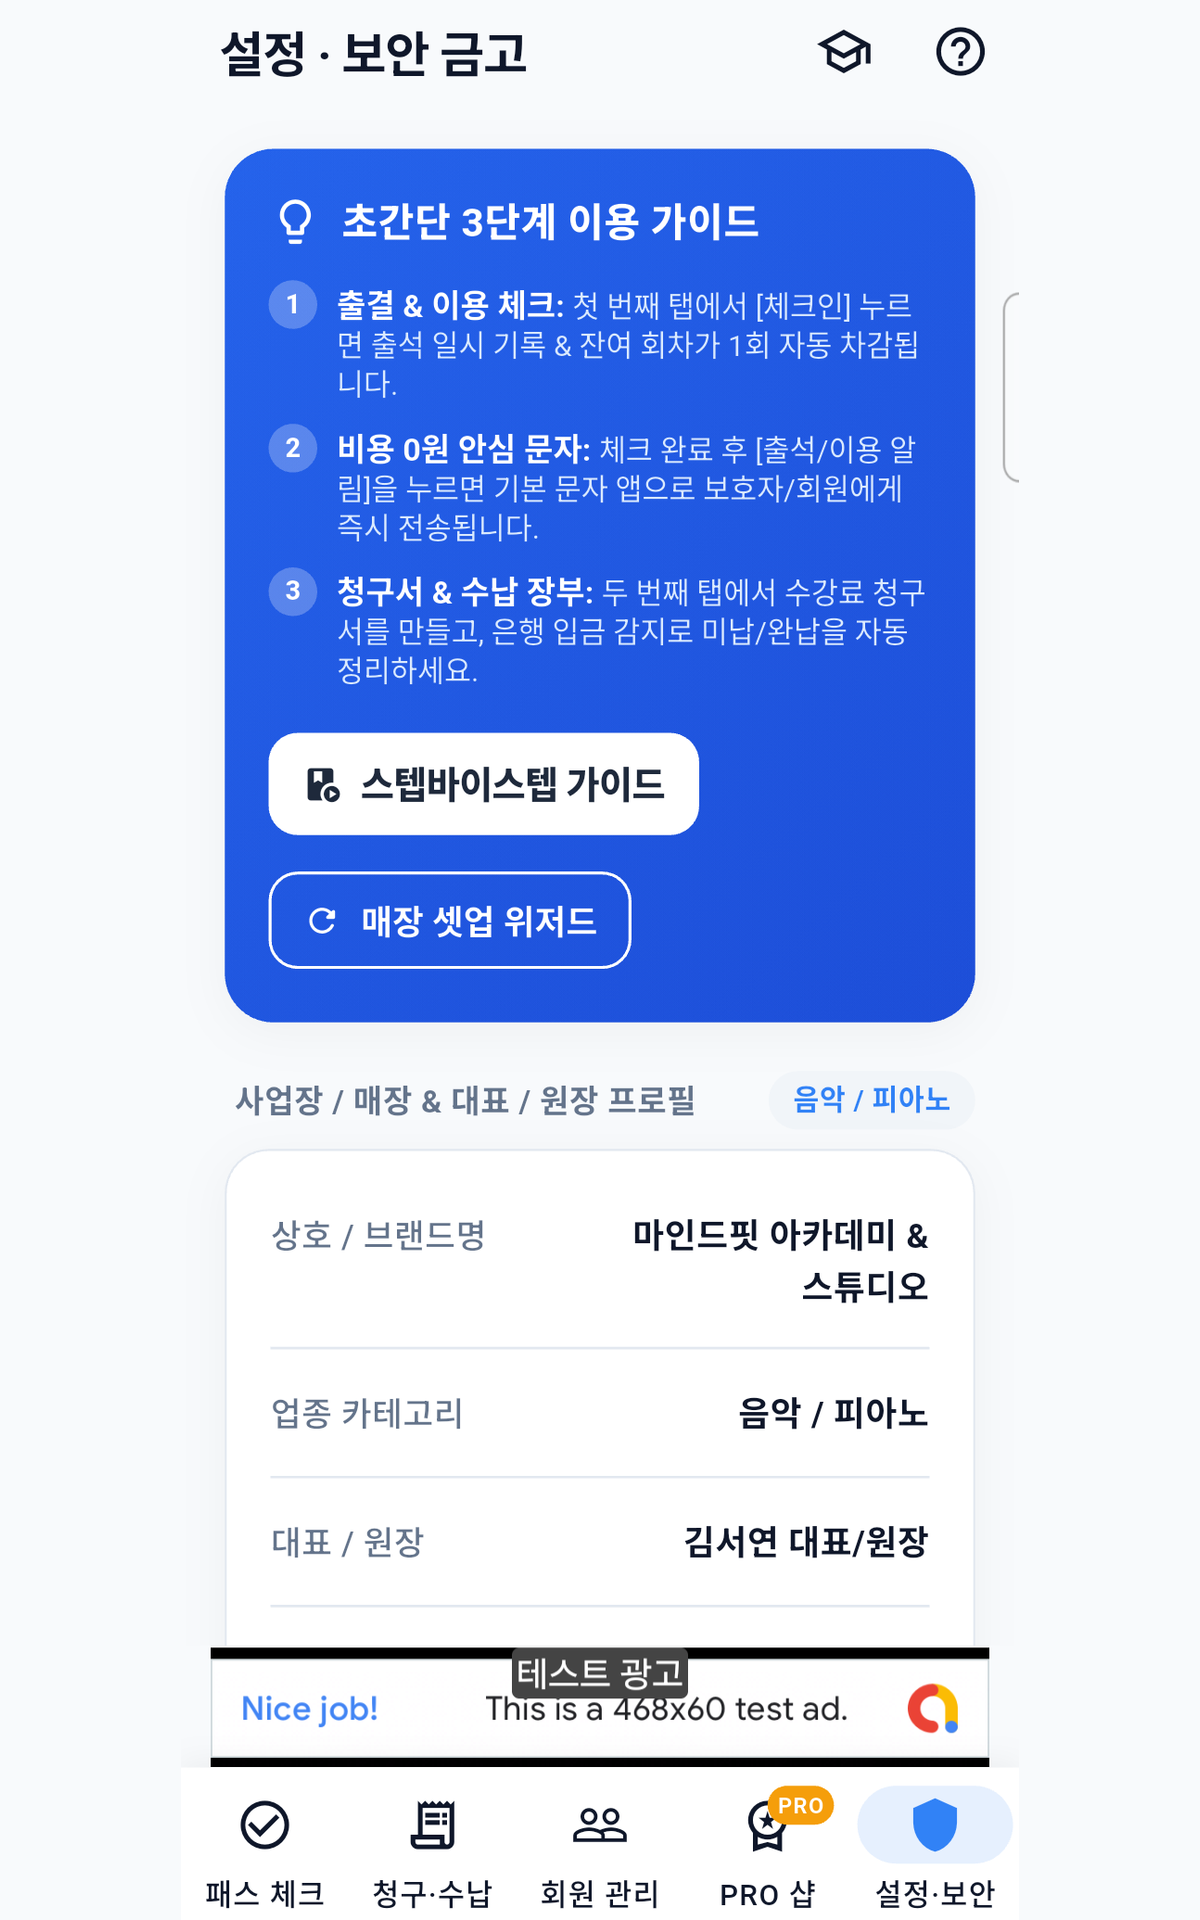 설정 · 보안 금고
초간단 3단계 이용 가이드
1 출결 & 이용 체크: 첫 번째 탭에서 [체크인] 누르
면 출석 일시 기록 & 잔여 회차가 1회 자동 차감됩
니다.
2 비용 0원 안심 문자: 체크 완료 후 [출석/이용 알
림]을 누르면 기본 문자 앱으로 보호자/회원에게
즉시 전송됩니다.
3 청구서 & 수납 장부: 두 번째 탭에서 수강료 청구
서를 만들고, 은행 입금 감지로 미납/완납을 자동
정리하세요.
스텝바이스텝 가이드
매장 셋업 위저드
사업장 / 매장 & 대표 / 원장 프로필 음악 / 피아노
상호 / 브랜드명 마인드핏 아카데미 &
스튜디오
업종 카테고리 음악 / 피아노
대표 / 원장 김서연 대표/원장
테스트 광고
Nice job! This is a 468x60 test ad.
PRO
패스 체크 청구·수납 회원 관리 PRO 샵 설정·보안